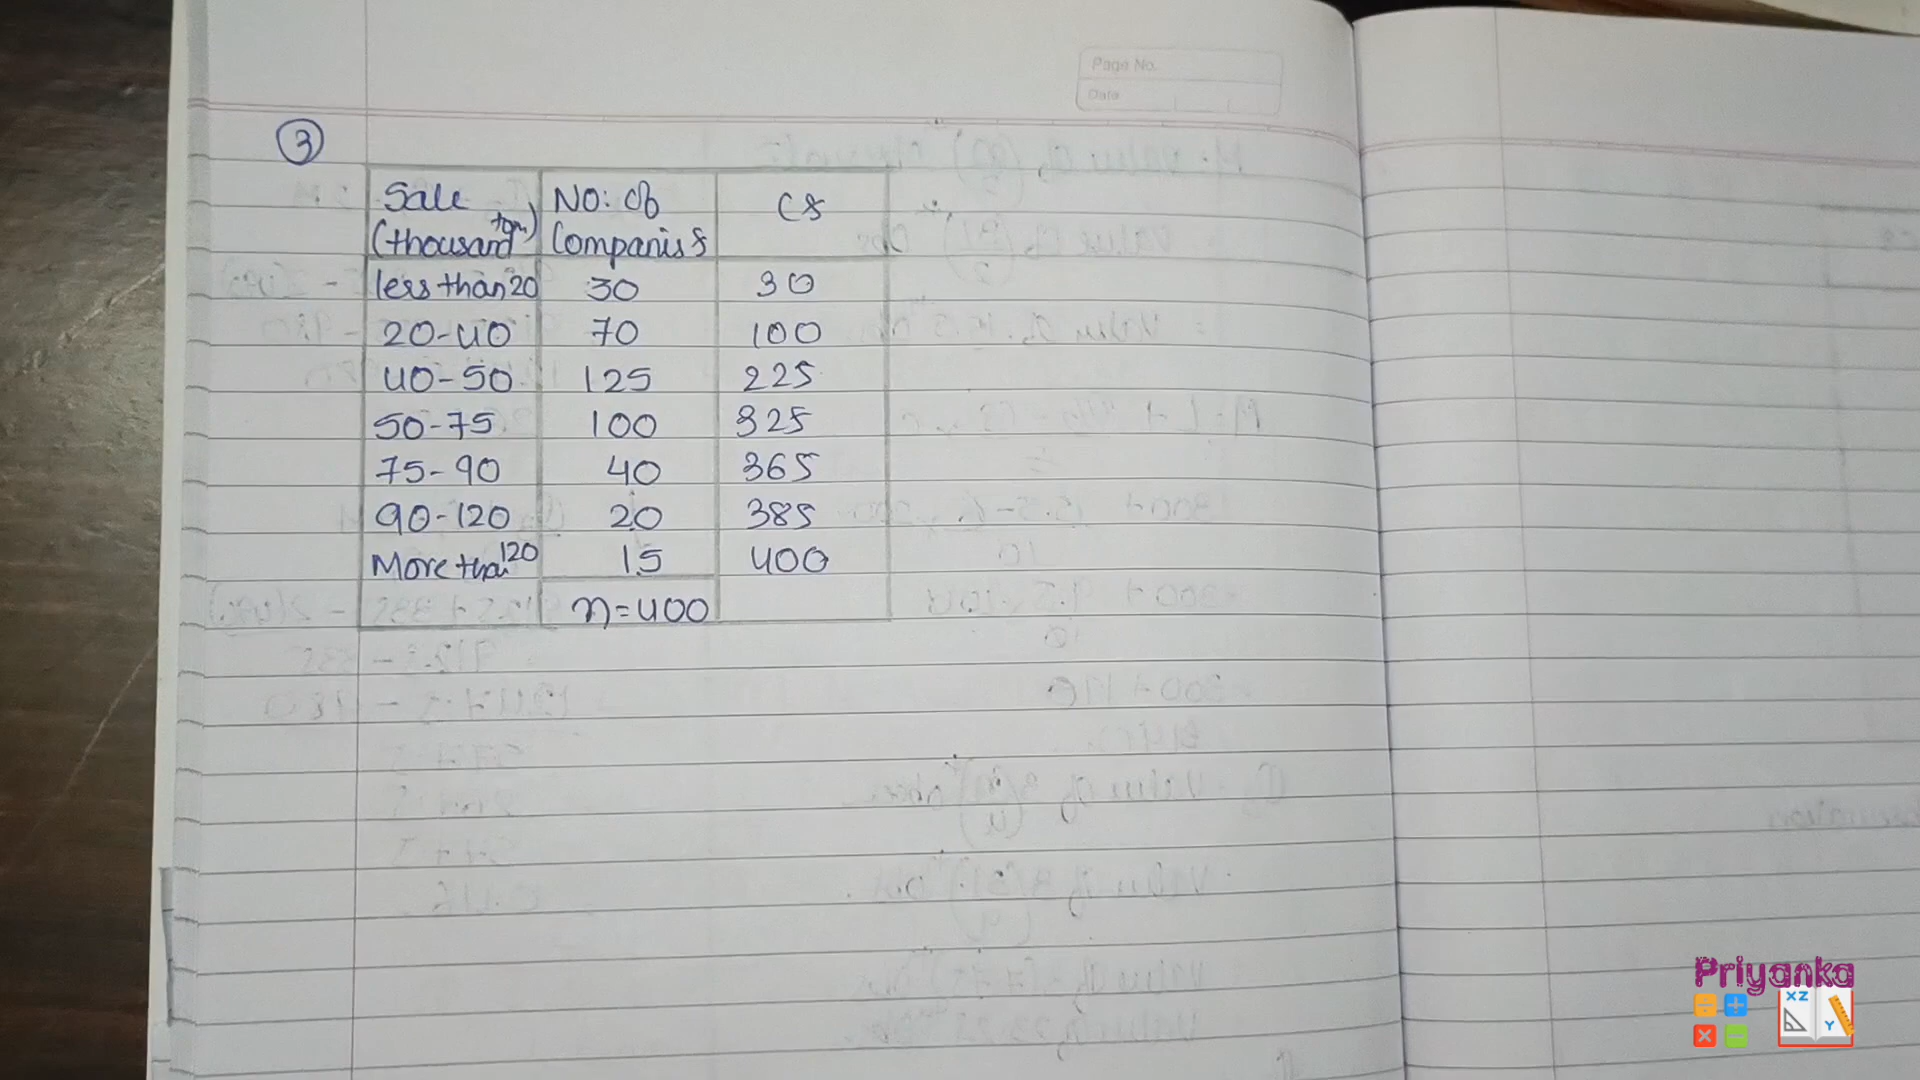 Page No.
Date
3
Sale (thousand ton) | No: of Companies | Cf
less than 20 | 30 | 30
20-40 | 70 | 100
40-50 | 125 | 225
50-75 | 100 | 325
75-90 | 40 | 365
90-120 | 20 | 385
More than 120 | 15 | 400
n=400
Priyanka
XZ
Y